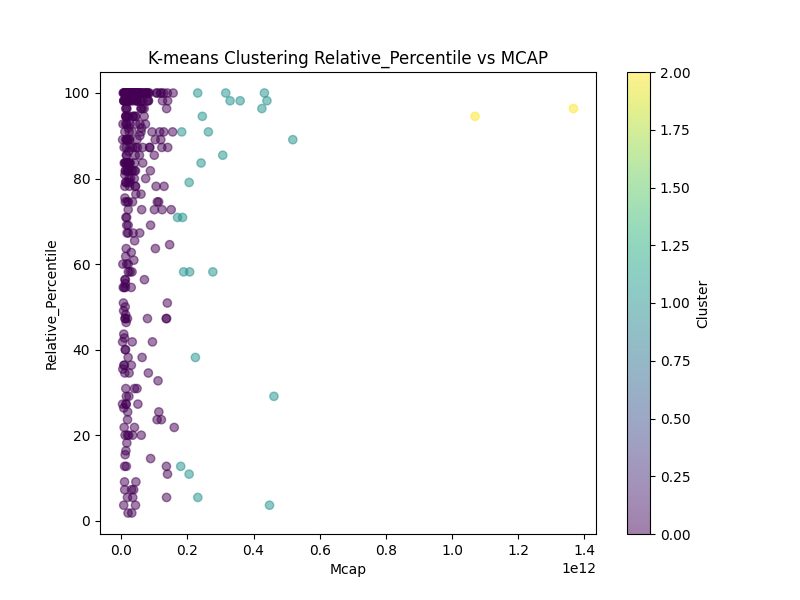 K-means Clustering Relative_Percentile vs MCAP
Relative_Percentile
100
80
60
40
20
0
0.0 0.2 0.4 0.6 0.8 1.0 1.2 1.4
1e12
Mcap
2.00
1.75
1.50
1.25
1.00
0.75
0.50
0.25
0.00
Cluster